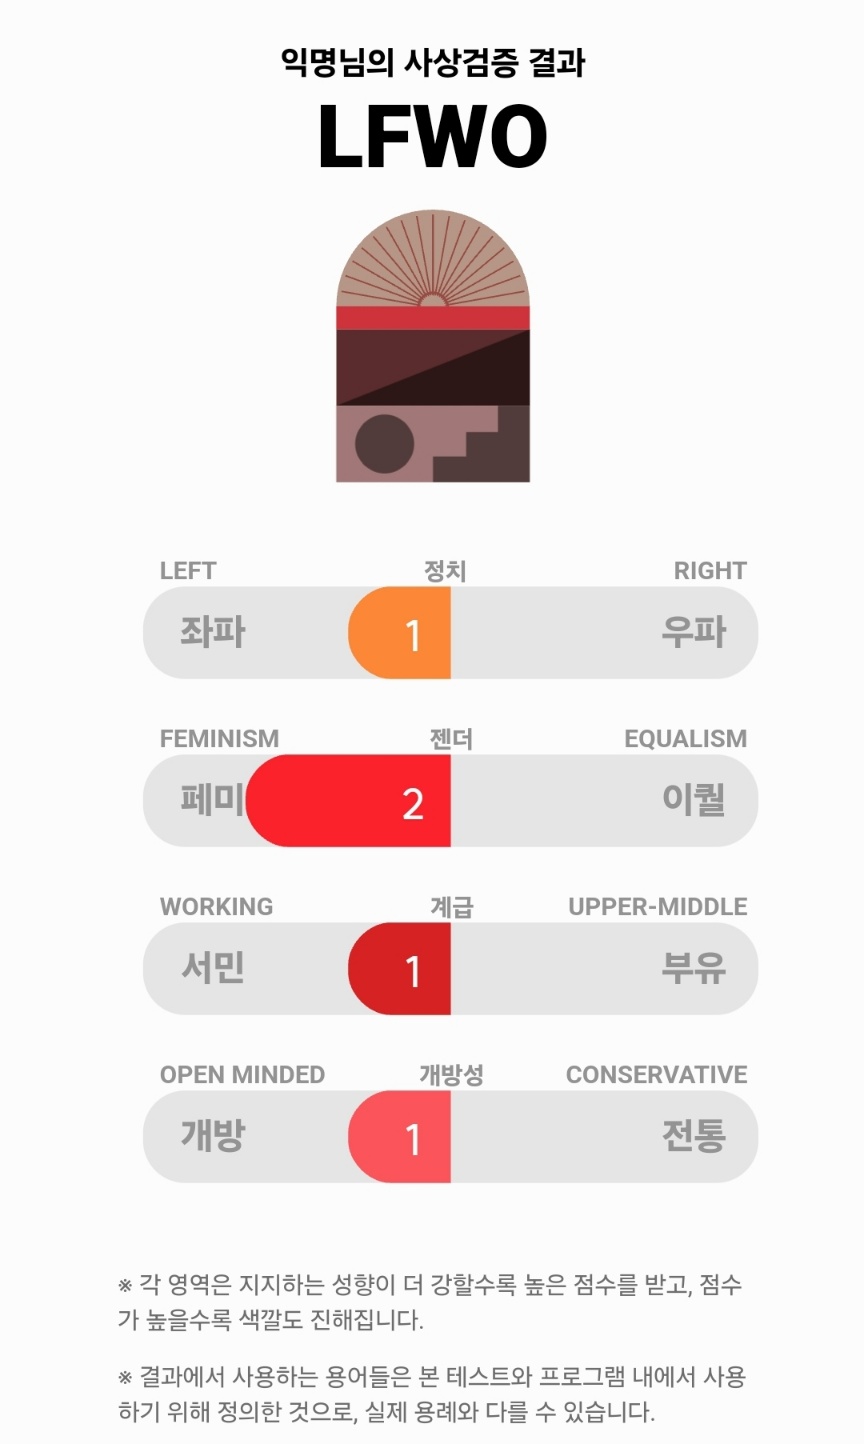 익명님의 사상검증 결과
LFWO
LEFT 정치 RIGHT
좌파 1 우파
FEMINISM 젠더 EQUALISM
페미 2 이퀄
WORKING 계급 UPPER-MIDDLE
서민 1 부유
OPEN MINDED 개방성 CONSERVATIVE
개방 1 전통
※ 각 영역은 지지하는 성향이 더 강할수록 높은 점수를 받고, 점수
가 높을수록 색깔도 진해집니다.
※ 결과에서 사용하는 용어들은 본 테스트와 프로그램 내에서 사용
하기 위해 정의한 것으로, 실제 용례와 다를 수 있습니다.